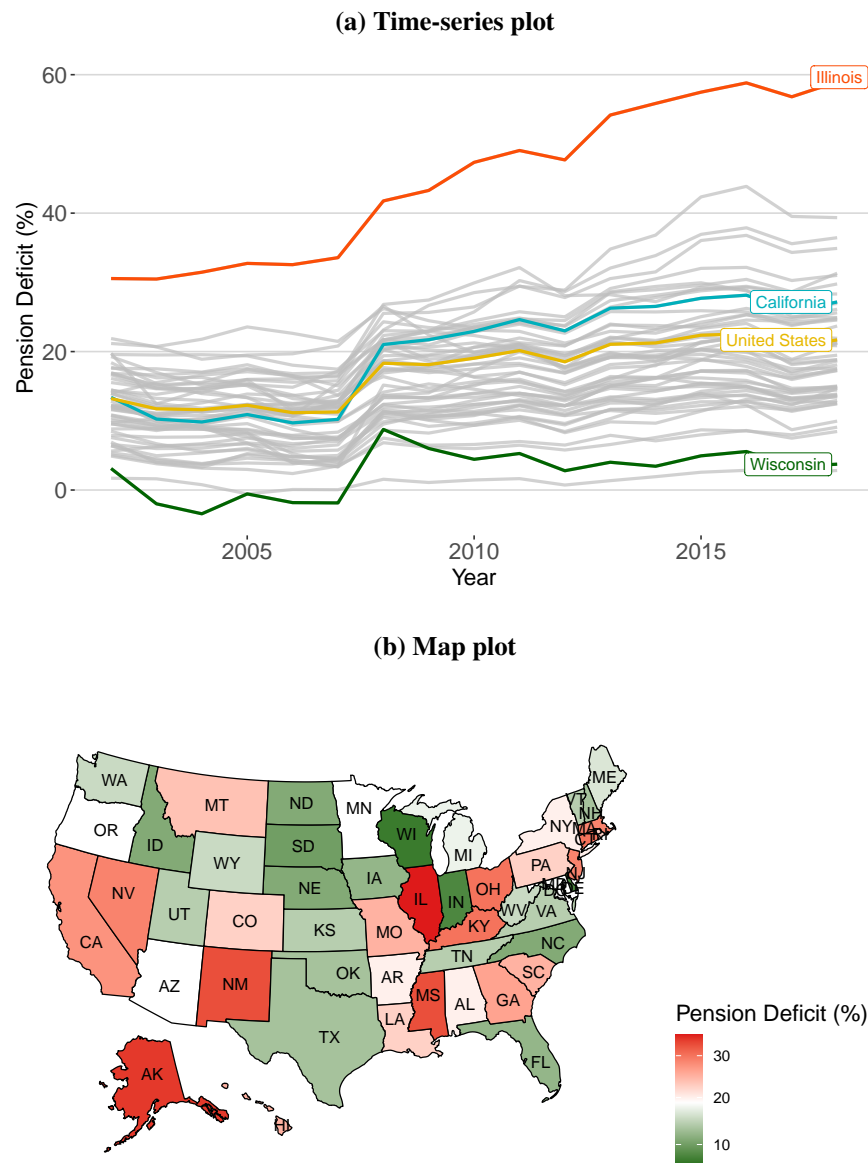 (a) Time-series plot
60
40
20
0
Pension Deficit (%)
Illinois
California
United States
Wisconsin
2005
2010
2015
Year
(b) Map plot
WA
MT
ND
MN
ME
OR
ID
SD
WI
MI
NY
NH
WY
NE
IA
PA
NJ
NV
UT
CO
KS
MO
IL
IN
OH
WV
VA
KY
CA
AZ
NM
OK
AR
TN
NC
SC
TX
LA
MS
AL
GA
FL
AK
HI
Pension Deficit (%)
30
20
10